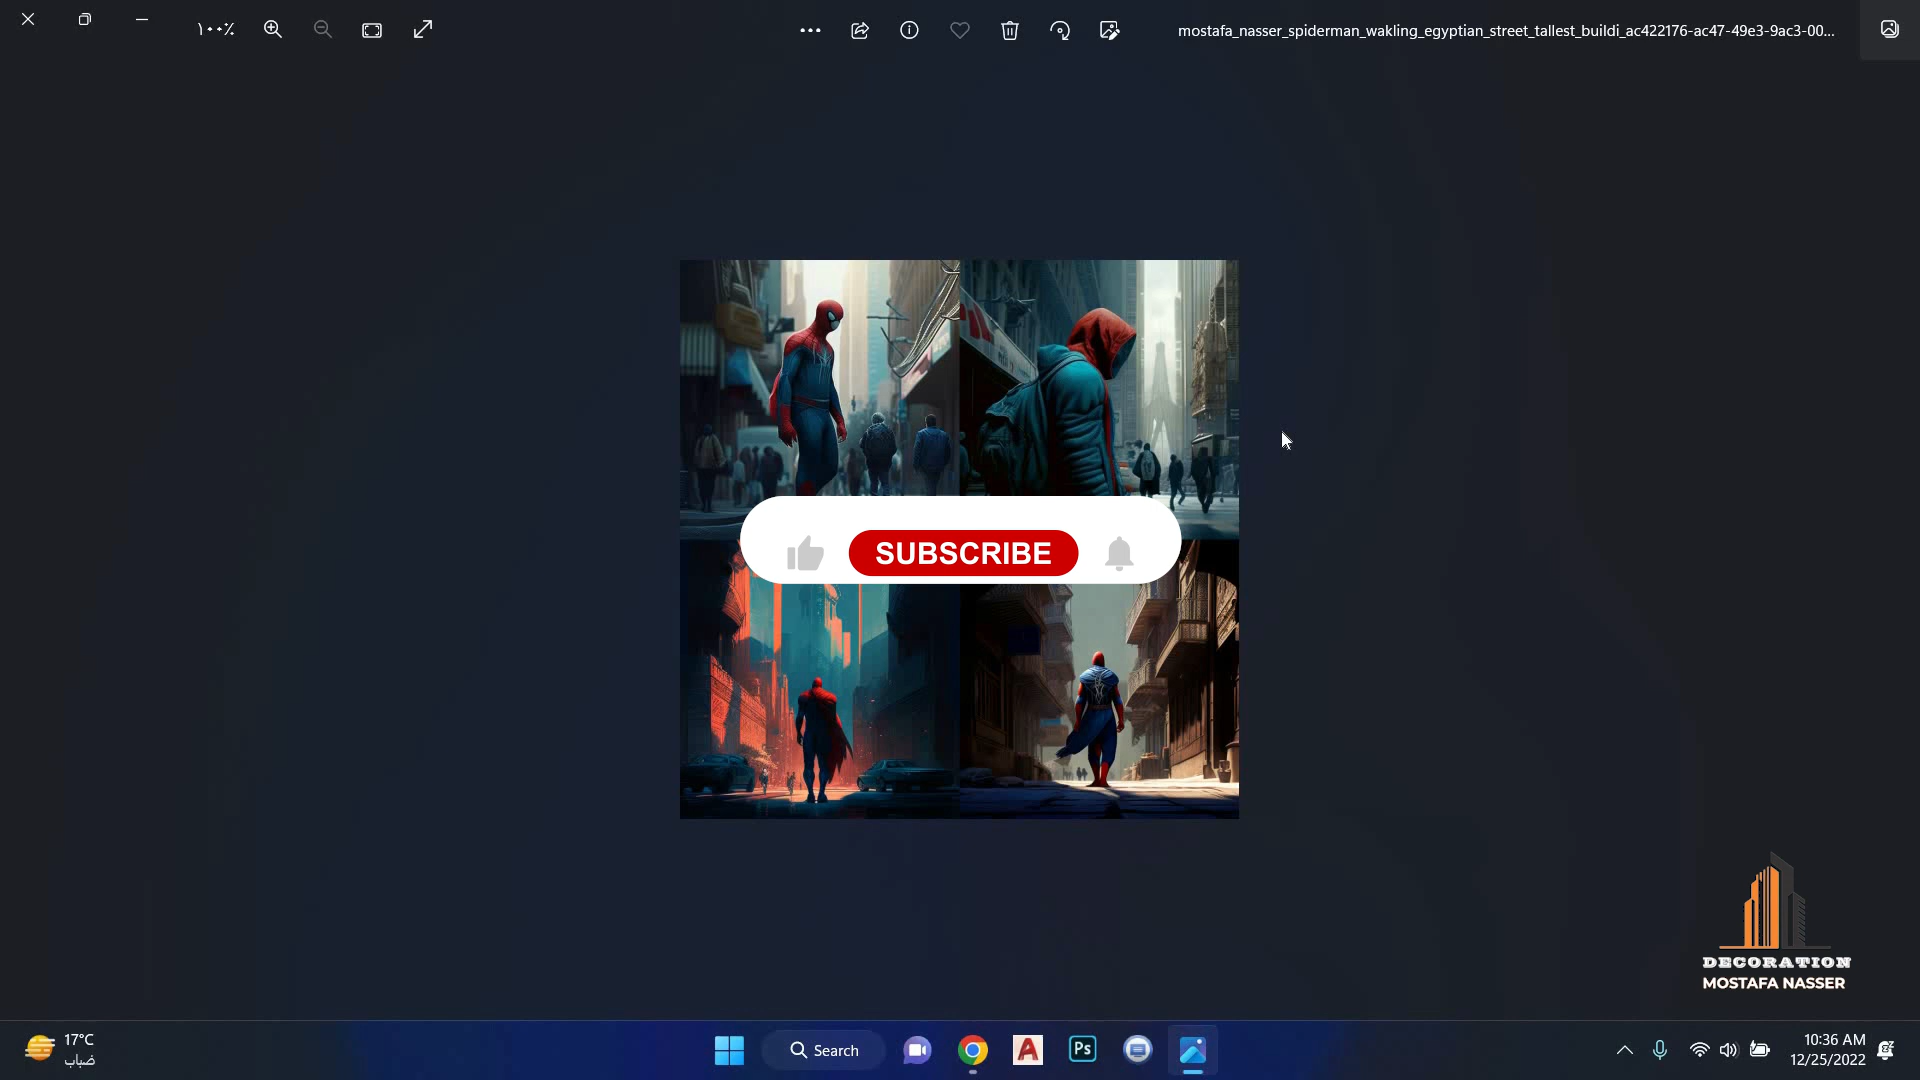 ١٠٠٪
mostafa_nasser_spiderman_wakling_egyptian_street_tallest_buildi_ac422176-ac47-49e3-9ac3-00...
SUBSCRIBE
DECORATION
MOSTAFA NASSER
17°C
ضباب
Search
Ps
10:36 AM
12/25/2022